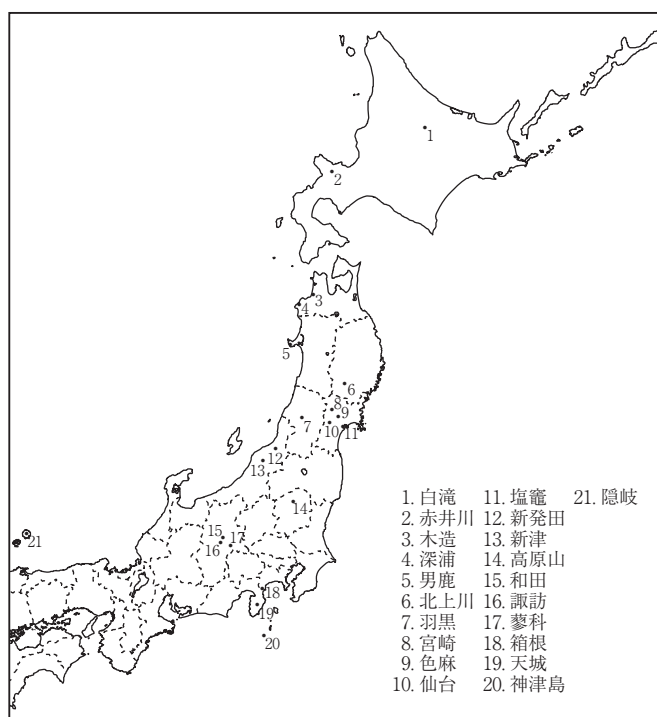 1
2
3
4
5
6
8
9
7
10
11
12
13
14
15
17
16
21
18
19
20
1. 白滝 11. 塩竈 21. 隠岐
2. 赤井川 12. 新発田
3. 木造 13. 新津
4. 深浦 14. 高原山
5. 男鹿 15. 和田
6. 北上川 16. 諏訪
7. 羽黒 17. 蓼科
8. 宮崎 18. 箱根
9. 色麻 19. 天城
10. 仙台 20. 神津島